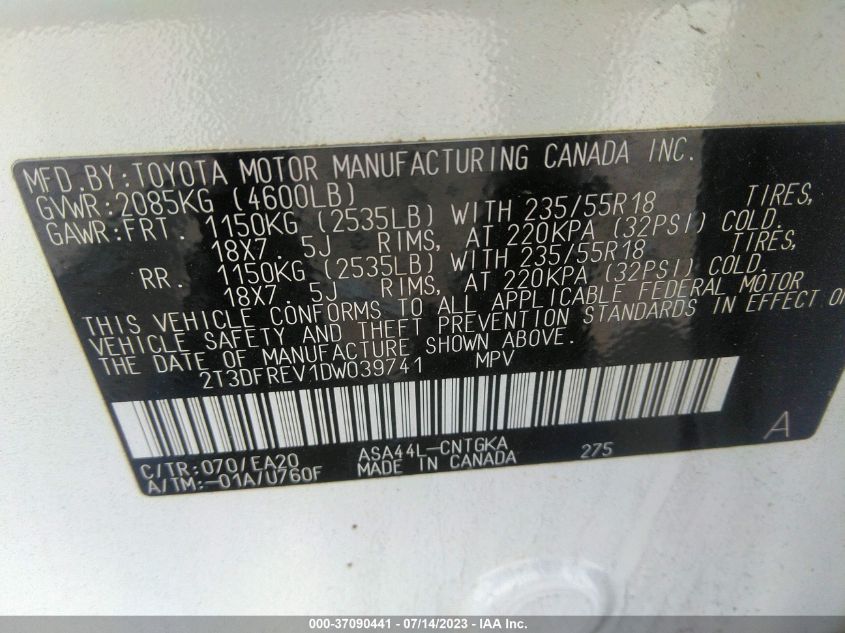 MFD.BY:TOYOTA MOTOR MANUFACTURING CANADA INC.
GVWR:2085KG (4600LB)
GAWR:FRT. 1150KG (2535LB) WITH 235/55R18 TIRES,
18X7.5J RIMS, AT 220KPA (32PSI) COLD.
RR. 1150KG (2535LB) WITH 235/55R18 TIRES,
18X7.5J RIMS, AT 220KPA (32PSI) COLD.
THIS VEHICLE CONFORMS TO ALL APPLICABLE FEDERAL MOTOR
VEHICLE SAFETY AND THEFT PREVENTION STANDARDS IN EFFECT ON
THE DATE OF MANUFACTURE SHOWN ABOVE.
2T3DFREV1DW039741 MPV
C/TR:070/EA20 ASA44L-CNTGKA 275 A
A/TM:-01A/U760F MADE IN CANADA
000-37090441 - 07/14/2023 - IAA Inc.